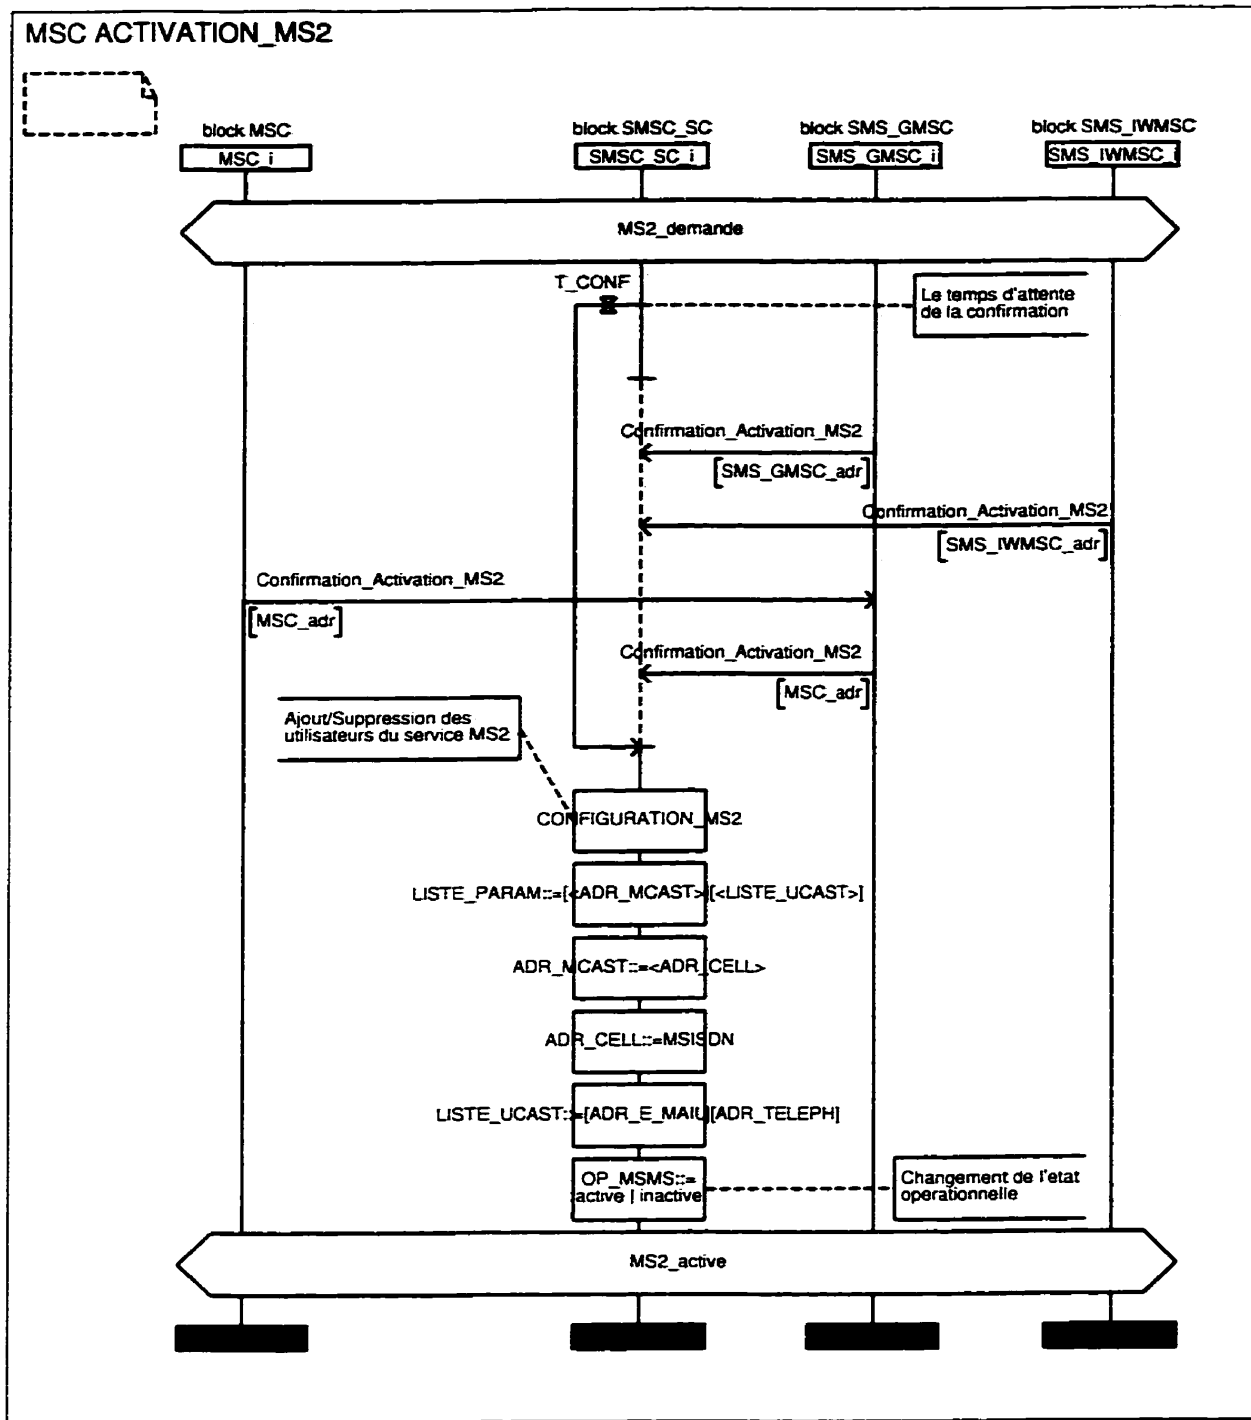 MSC ACTIVATION_MS2
block MSC
block SMSC_SC
block SMS_GMSC
block SMS_IWMSC
MSC_i
SMSC_SC_i
SMS_GMSC_i
SMS_IWMSC_i
MS2_demande
T_CONF
Le temps d'attente
de la confirmation
Confirmation_Activation_MS2
[SMS_GMSC_adr]
Confirmation_Activation_MS2
[SMS_IWMSC_adr]
Confirmation_Activation_MS2
[MSC_adr]
Confirmation_Activation_MS2
[MSC_adr]
Ajout/Suppression des
utilisateurs du service MS2
CONFIGURATION_MS2
LISTE_PARAM::=[<ADR_MCAST>][<LISTE_UCAST>]
ADR_MCAST::=<ADR_CELL>
ADR_CELL::=MSISDN
LISTE_UCAST::=[ADR_E_MAIL][ADR_TELEPH]
OP_MSMS::=
active | inactive
Changement de l'etat
operationnelle
MS2_active